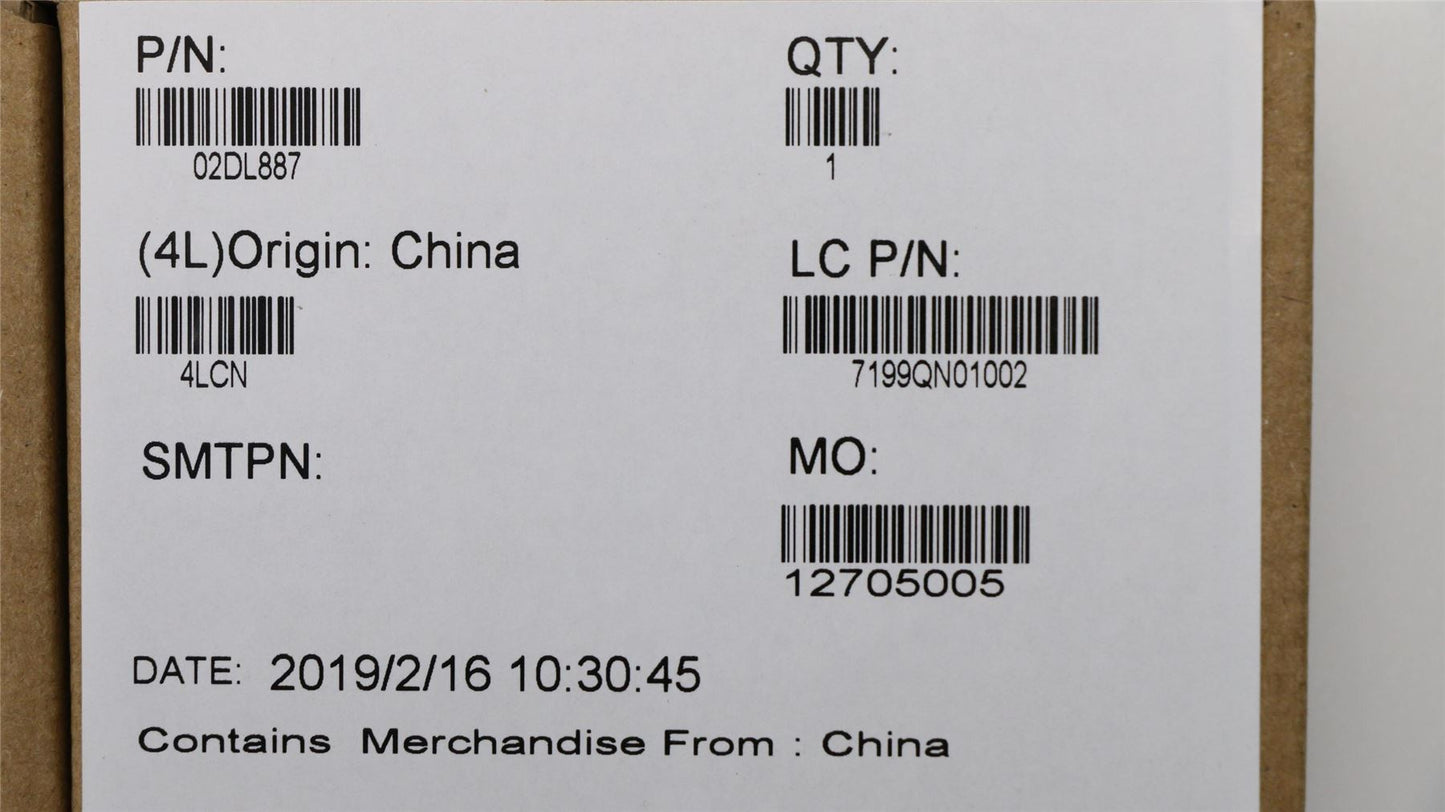 P/N:
02DL887
QTY:
1
(4L)Origin: China
4LCN
LC P/N:
7199QN01002
SMTPN:
MO:
12705005
DATE: 2019/2/16 10:30:45
Contains Merchandise From : China